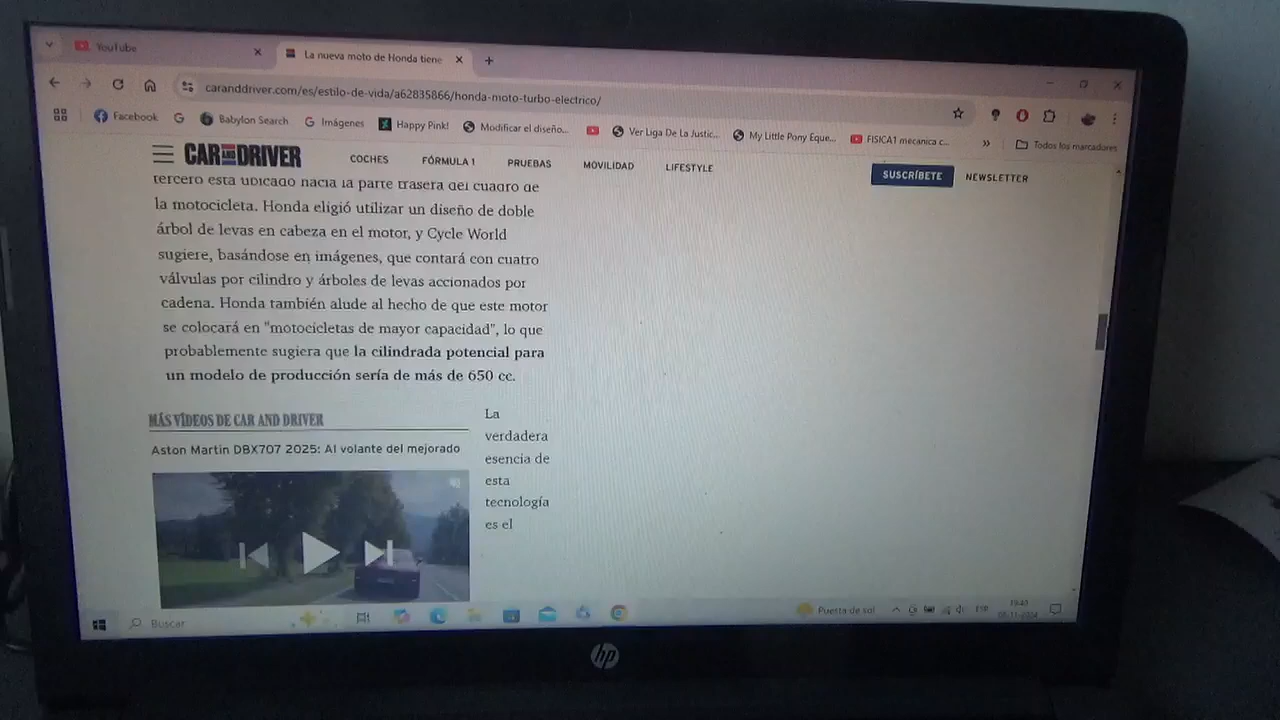 YouTube
La nueva moto de Honda tiene
caranddriver.com/es/estilo-de-vida/a62835866/honda-moto-turbo-electrico/
Facebook
Babylon Search
Imágenes
Happy Pink!
Modificar el diseño...
Ver Liga De La Justic...
My Little Pony Eque...
FISICA1 mecanica c...
Todos los marcadores
CAR AND DRIVER
COCHES
FÓRMULA 1
PRUEBAS
MOVILIDAD
LIFESTYLE
SUSCRÍBETE
NEWSLETTER
tercero está ubicado hacia la parte trasera del cuadro de
la motocicleta. Honda eligió utilizar un diseño de doble
árbol de levas en cabeza en el motor, y Cycle World
sugiere, basándose en imágenes, que contará con cuatro
válvulas por cilindro y árboles de levas accionados por
cadena. Honda también alude al hecho de que este motor
se colocará en "motocicletas de mayor capacidad", lo que
probablemente sugiera que la cilindrada potencial para
un modelo de producción sería de más de 650 cc.
MÁS VÍDEOS DE CAR AND DRIVER
Aston Martin DBX707 2025: Al volante del mejorado
La
verdadera
esencia de
esta
tecnología
es el
Buscar
Puesta de sol
ESP
19:40
hp